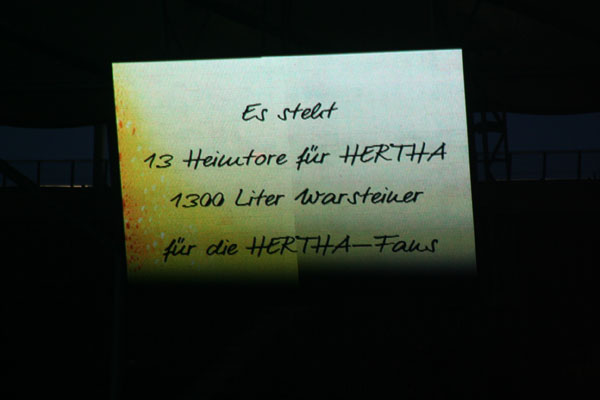 Es steht
13 Heimtore für HERTHA
1300 Liter Warsteiner
für die HERTHA-Fans